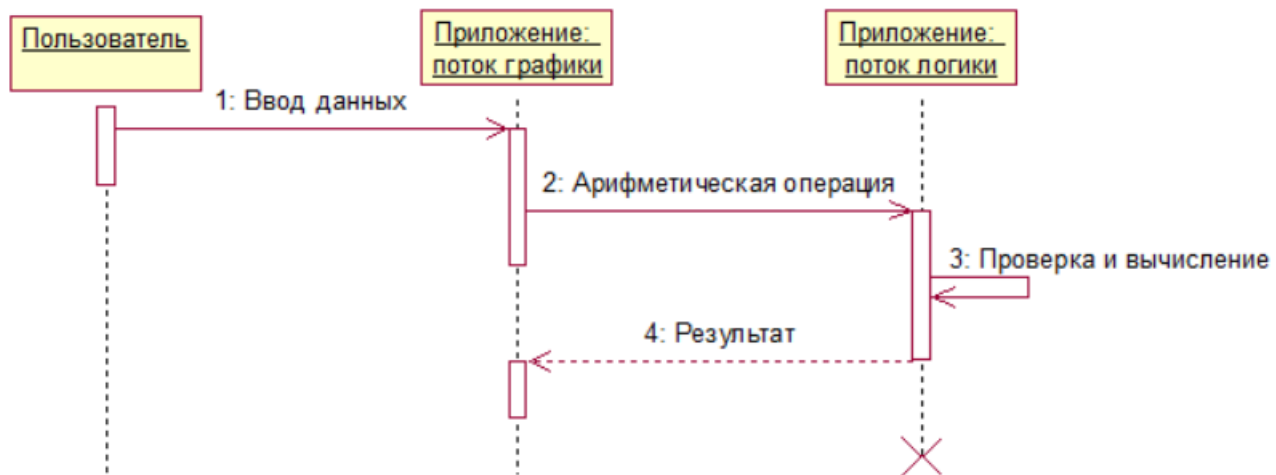 Пользователь
Приложение:
поток графики
Приложение:
поток логики
1: Ввод данных
2: Арифметическая операция
3: Проверка и вычисление
4: Результат